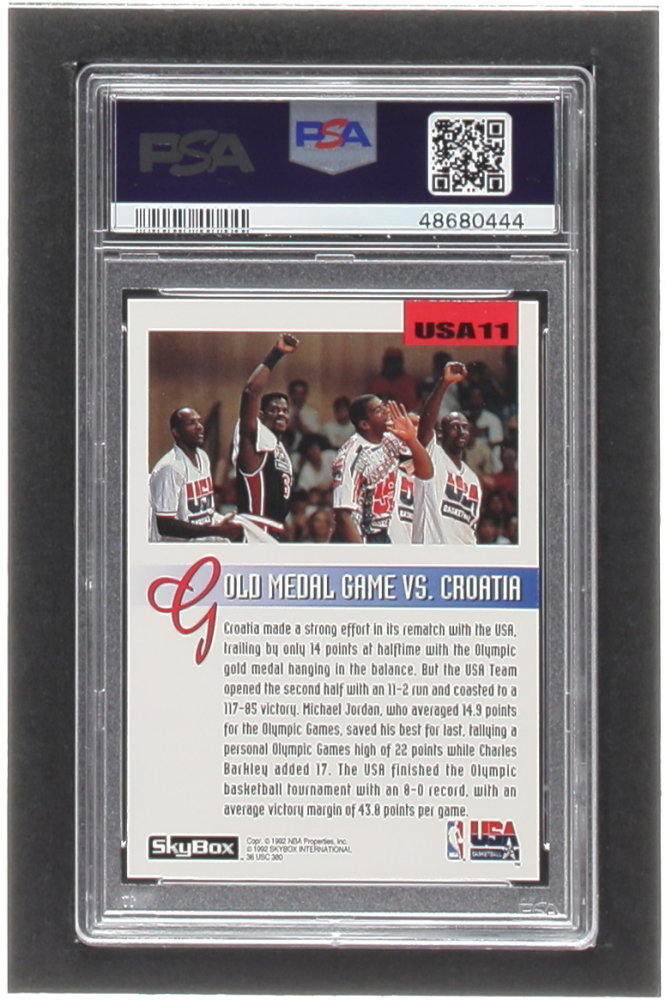 PSA PSA
48680444
USA11
GOLD MEDAL GAME VS. CROATIA
Croatia made a strong effort in its rematch with the USA,
trailing by only 14 points at halftime with the Olympic
gold medal hanging in the balance. But the USA Team
opened the second half with an 11-2 run and coasted to a
117-85 victory. Michael Jordan, who averaged 14.9 points
for the Olympic Games, saved his best for last, tallying a
personal Olympic Games high of 22 points while Charles
Barkley added 17. The USA finished the Olympic
basketball tournament with an 8-0 record, with an
average victory margin of 43.8 points per game.
SkyBox
Copr. © 1992 NBA Properties, Inc.
© 1992 SKYBOX INTERNATIONAL
36 USC 380
NBA
USA
BASKETBALL
PSA